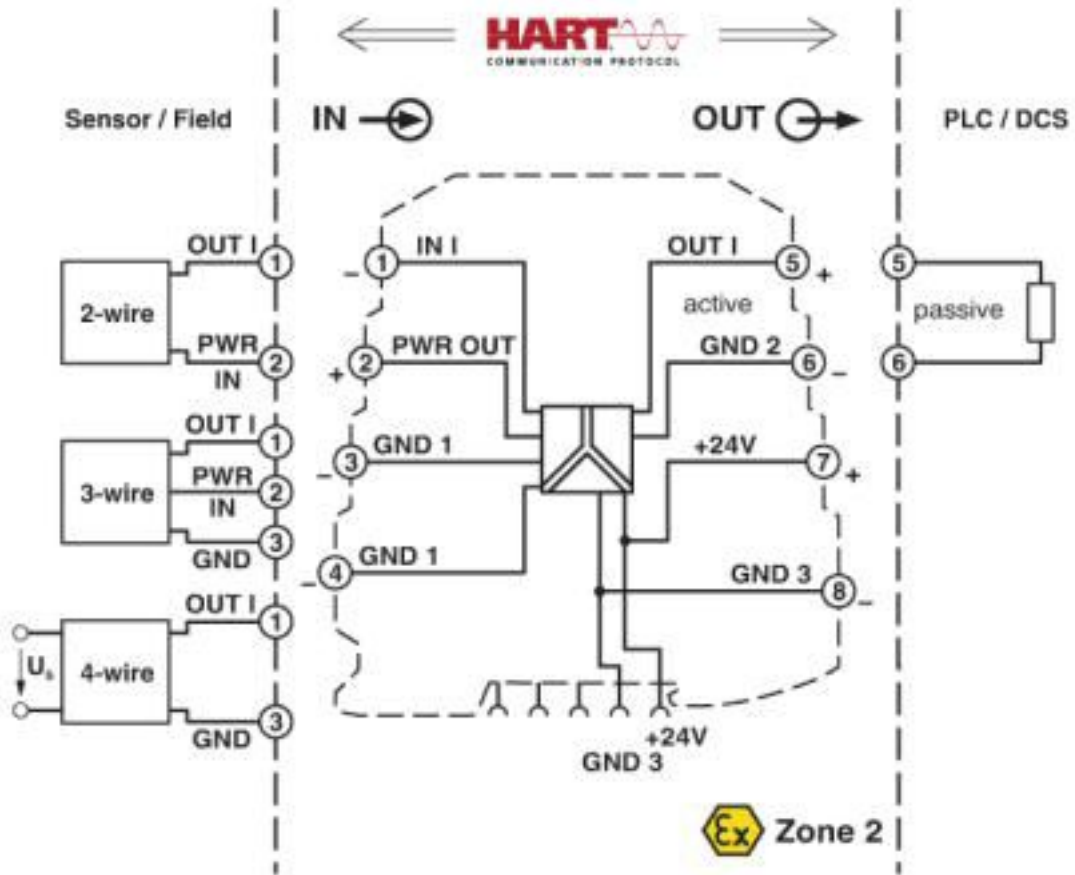 HART
COMMUNICATION PROTOCOL
Sensor / Field
IN
OUT
PLC / DCS
OUT I
1
2-wire
PWR
IN
2
OUT I
1
3-wire
PWR
IN
2
GND
3
OUT I
1
Us
4-wire
GND
3
1
IN I
-
2
PWR OUT
+
3
GND 1
-
4
GND 1
-
OUT I
5
+
active
GND 2
6
-
+24V
7
+
GND 3
8
-
+24V
GND 3
5
passive
6
Ex
Zone 2